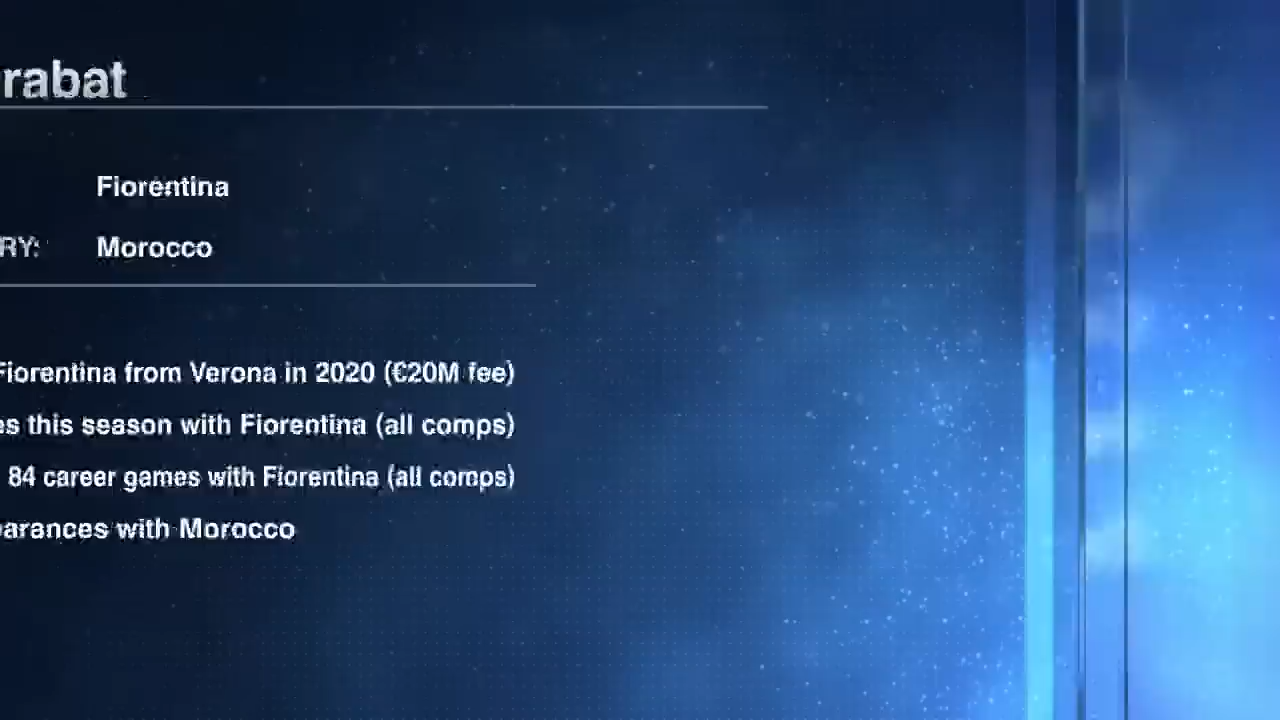 rabat
Fiorentina
RY: Morocco
Fiorentina from Verona in 2020 (€20M fee)
es this season with Fiorentina (all comps)
84 career games with Fiorentina (all comps)
arances with Morocco